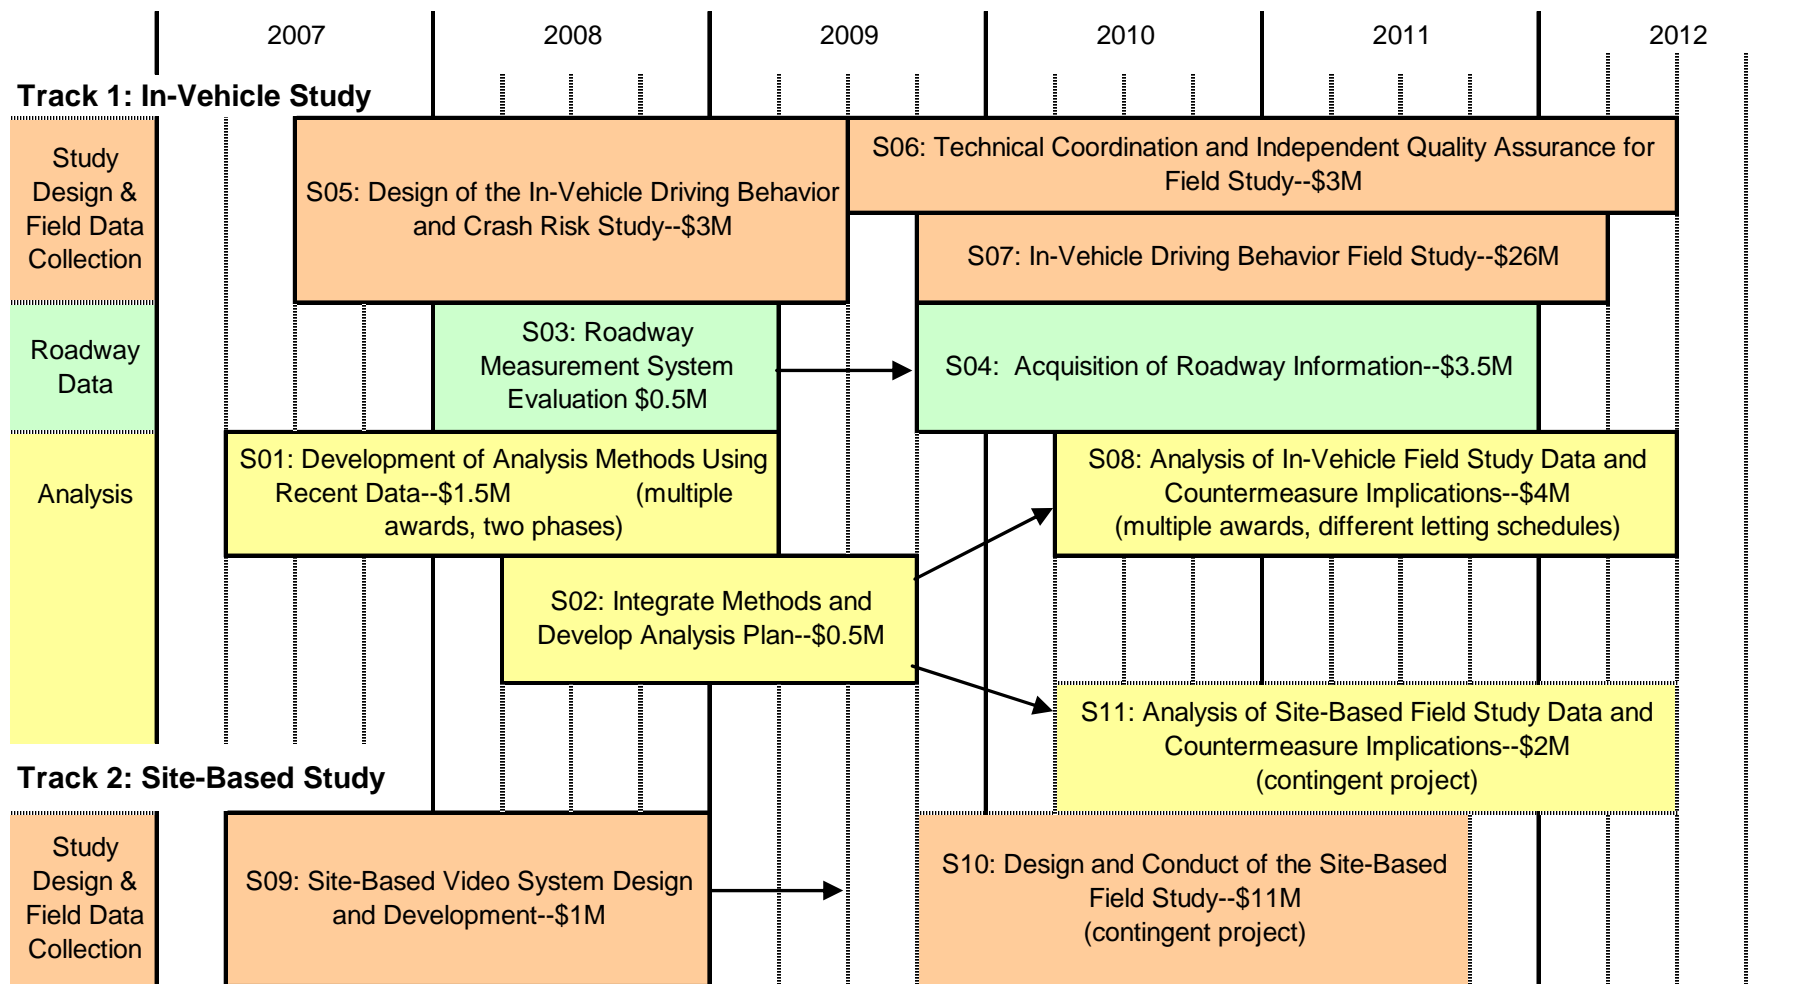 2007 2008 2009 2010 2011 2012
Track 1: In-Vehicle Study
Study
Design &
Field Data
Collection
S05: Design of the In-Vehicle Driving Behavior
and Crash Risk Study--$3M
S06: Technical Coordination and Independent Quality Assurance for
Field Study--$3M
S07: In-Vehicle Driving Behavior Field Study--$26M
Roadway
Data
S03: Roadway
Measurement System
Evaluation $0.5M
S04: Acquisition of Roadway Information--$3.5M
Analysis
S01: Development of Analysis Methods Using
Recent Data--$1.5M (multiple
awards, two phases)
S08: Analysis of In-Vehicle Field Study Data and
Countermeasure Implications--$4M
(multiple awards, different letting schedules)
S02: Integrate Methods and
Develop Analysis Plan--$0.5M
S11: Analysis of Site-Based Field Study Data and
Countermeasure Implications--$2M
(contingent project)
Track 2: Site-Based Study
Study
Design &
Field Data
Collection
S09: Site-Based Video System Design
and Development--$1M
S10: Design and Conduct of the Site-Based
Field Study--$11M
(contingent project)